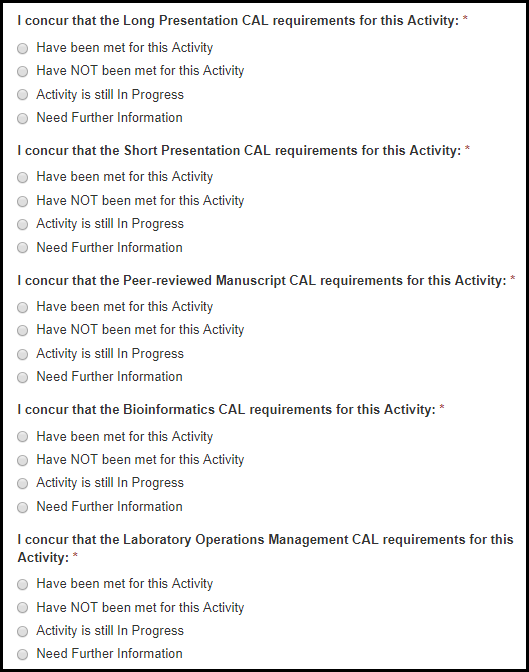 I concur that the Long Presentation CAL requirements for this Activity: *
Have been met for this Activity
Have NOT been met for this Activity
Activity is still In Progress
Need Further Information
I concur that the Short Presentation CAL requirements for this Activity: *
Have been met for this Activity
Have NOT been met for this Activity
Activity is still In Progress
Need Further Information
I concur that the Peer-reviewed Manuscript CAL requirements for this Activity: *
Have been met for this Activity
Have NOT been met for this Activity
Activity is still In Progress
Need Further Information
I concur that the Bioinformatics CAL requirements for this Activity: *
Have been met for this Activity
Have NOT been met for this Activity
Activity is still In Progress
Need Further Information
I concur that the Laboratory Operations Management CAL requirements for this
Activity: *
Have been met for this Activity
Have NOT been met for this Activity
Activity is still In Progress
Need Further Information